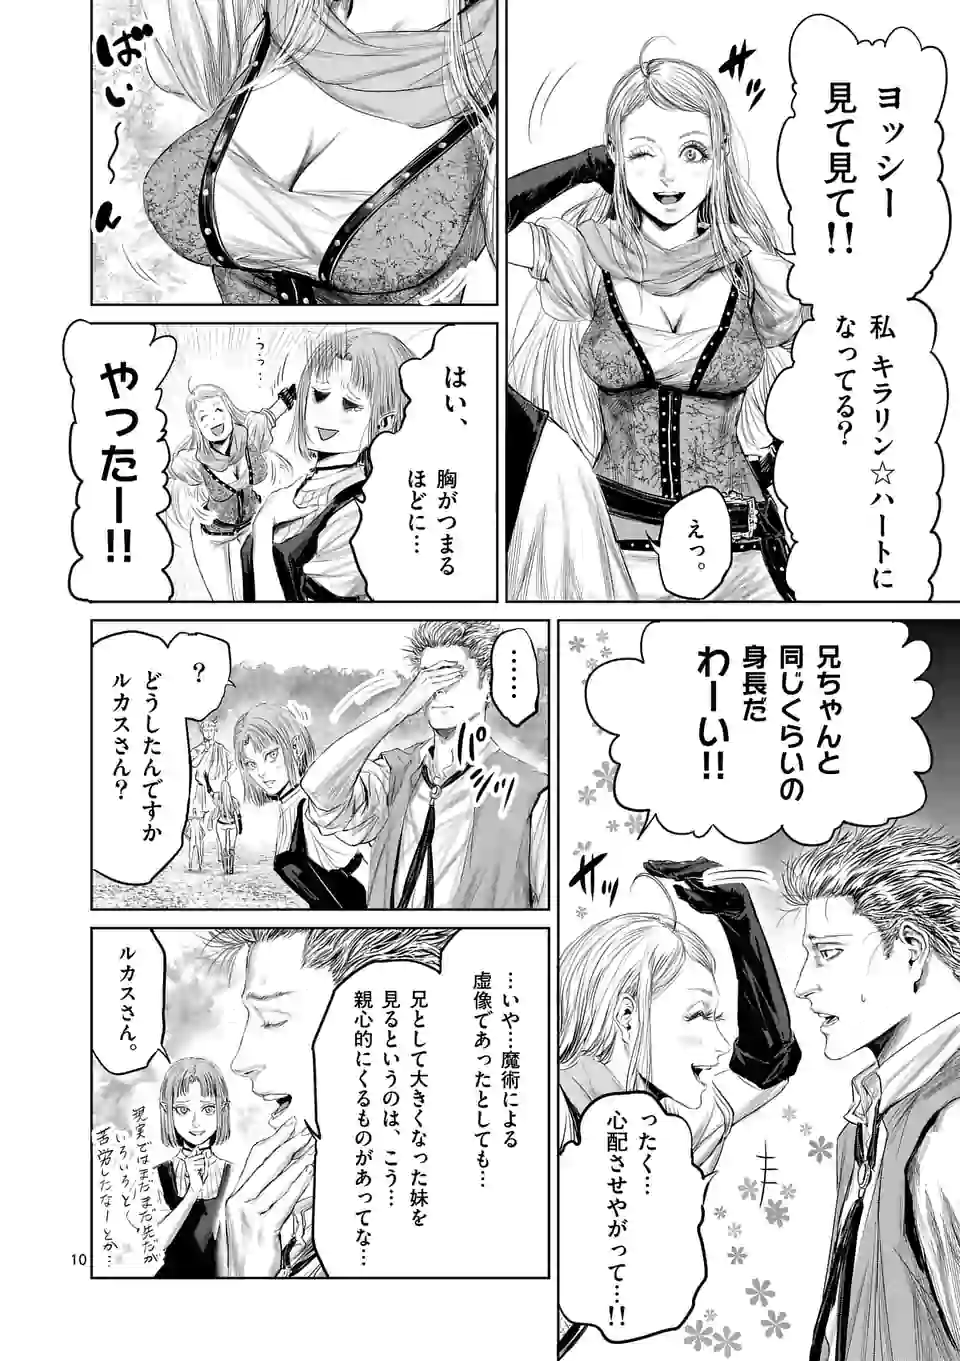 ヨッシー
見て見て!!
私 キラリン☆ハートに
なってる?
えっ。
ばい〜ん
はい、
胸がつまる
ほどに…
うぅ…
やったー!!
兄ちゃんと
同じくらいの
身長だ
わーい!!
ったく…
心配させやがって…!!
……
パシッ
?
どうしたんですか
ルカスさん?
…いや…魔術による
虚像であったとしても…
兄として大きくなった妹を
見るというのは、こう…
親心的にくるものがあってな…
ルカスさん。
現実ではまだまだ先だが
いろいろと
苦労したなーとか…
10